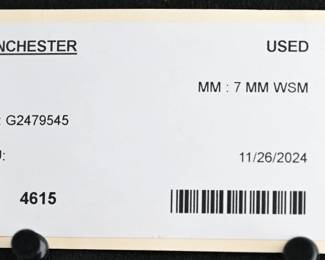 NCHESTER USED
MM : 7 MM WSM
: G2479545
: 11/26/2024
4615